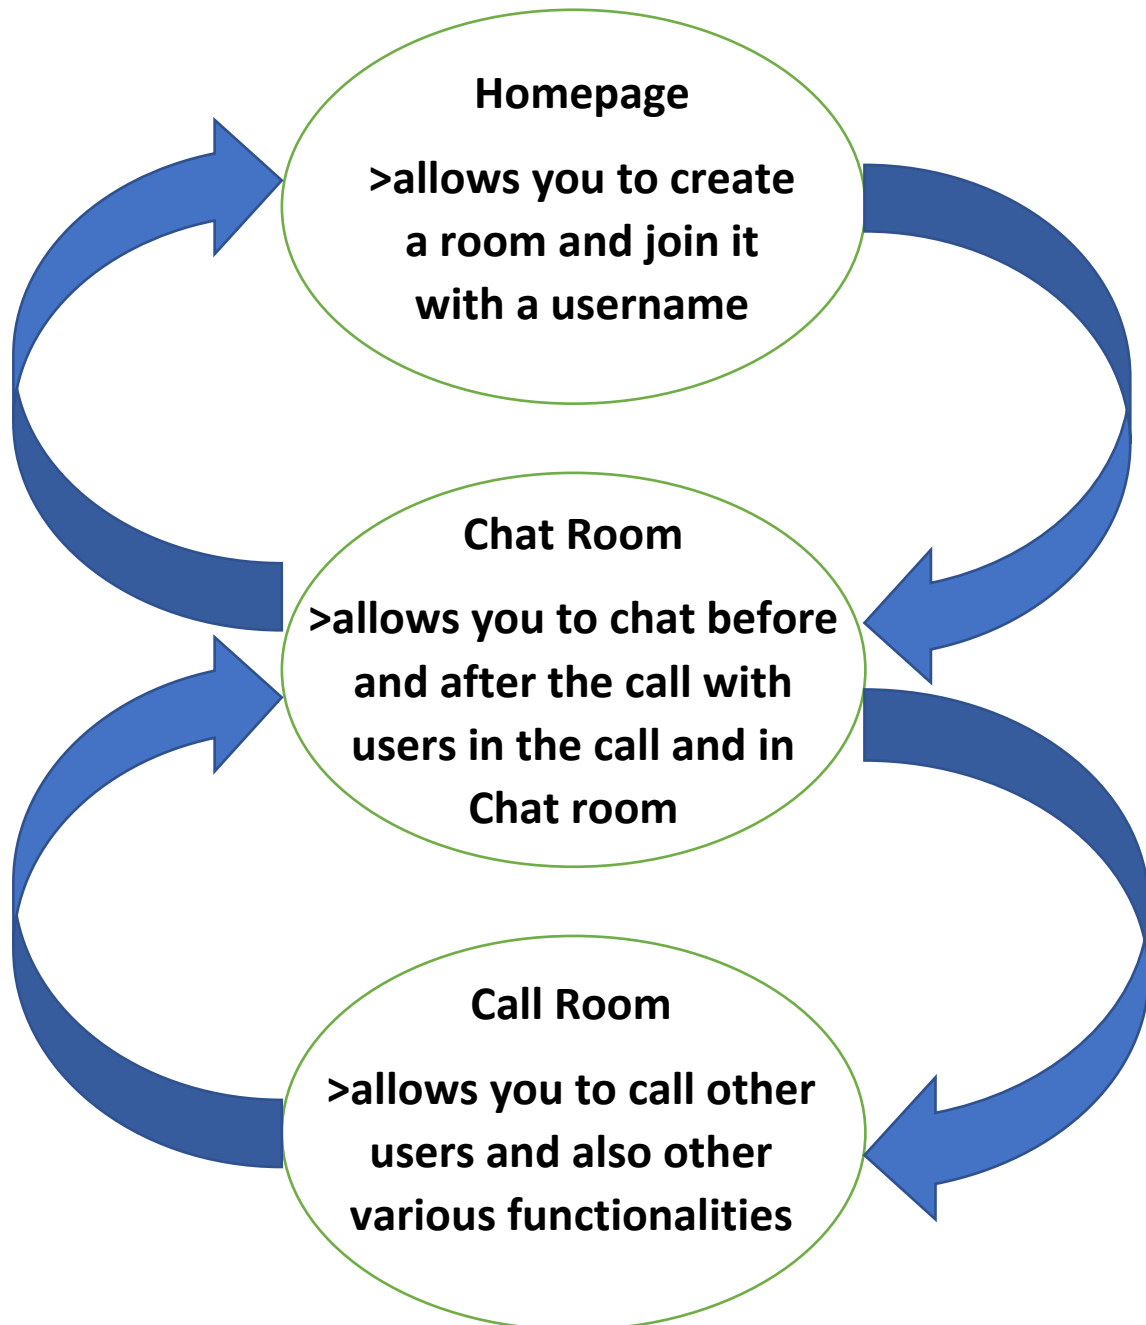 Homepage
>allows you to create
a room and join it
with a username
Chat Room
>allows you to chat before
and after the call with
users in the call and in
Chat room
Call Room
>allows you to call other
users and also other
various functionalities